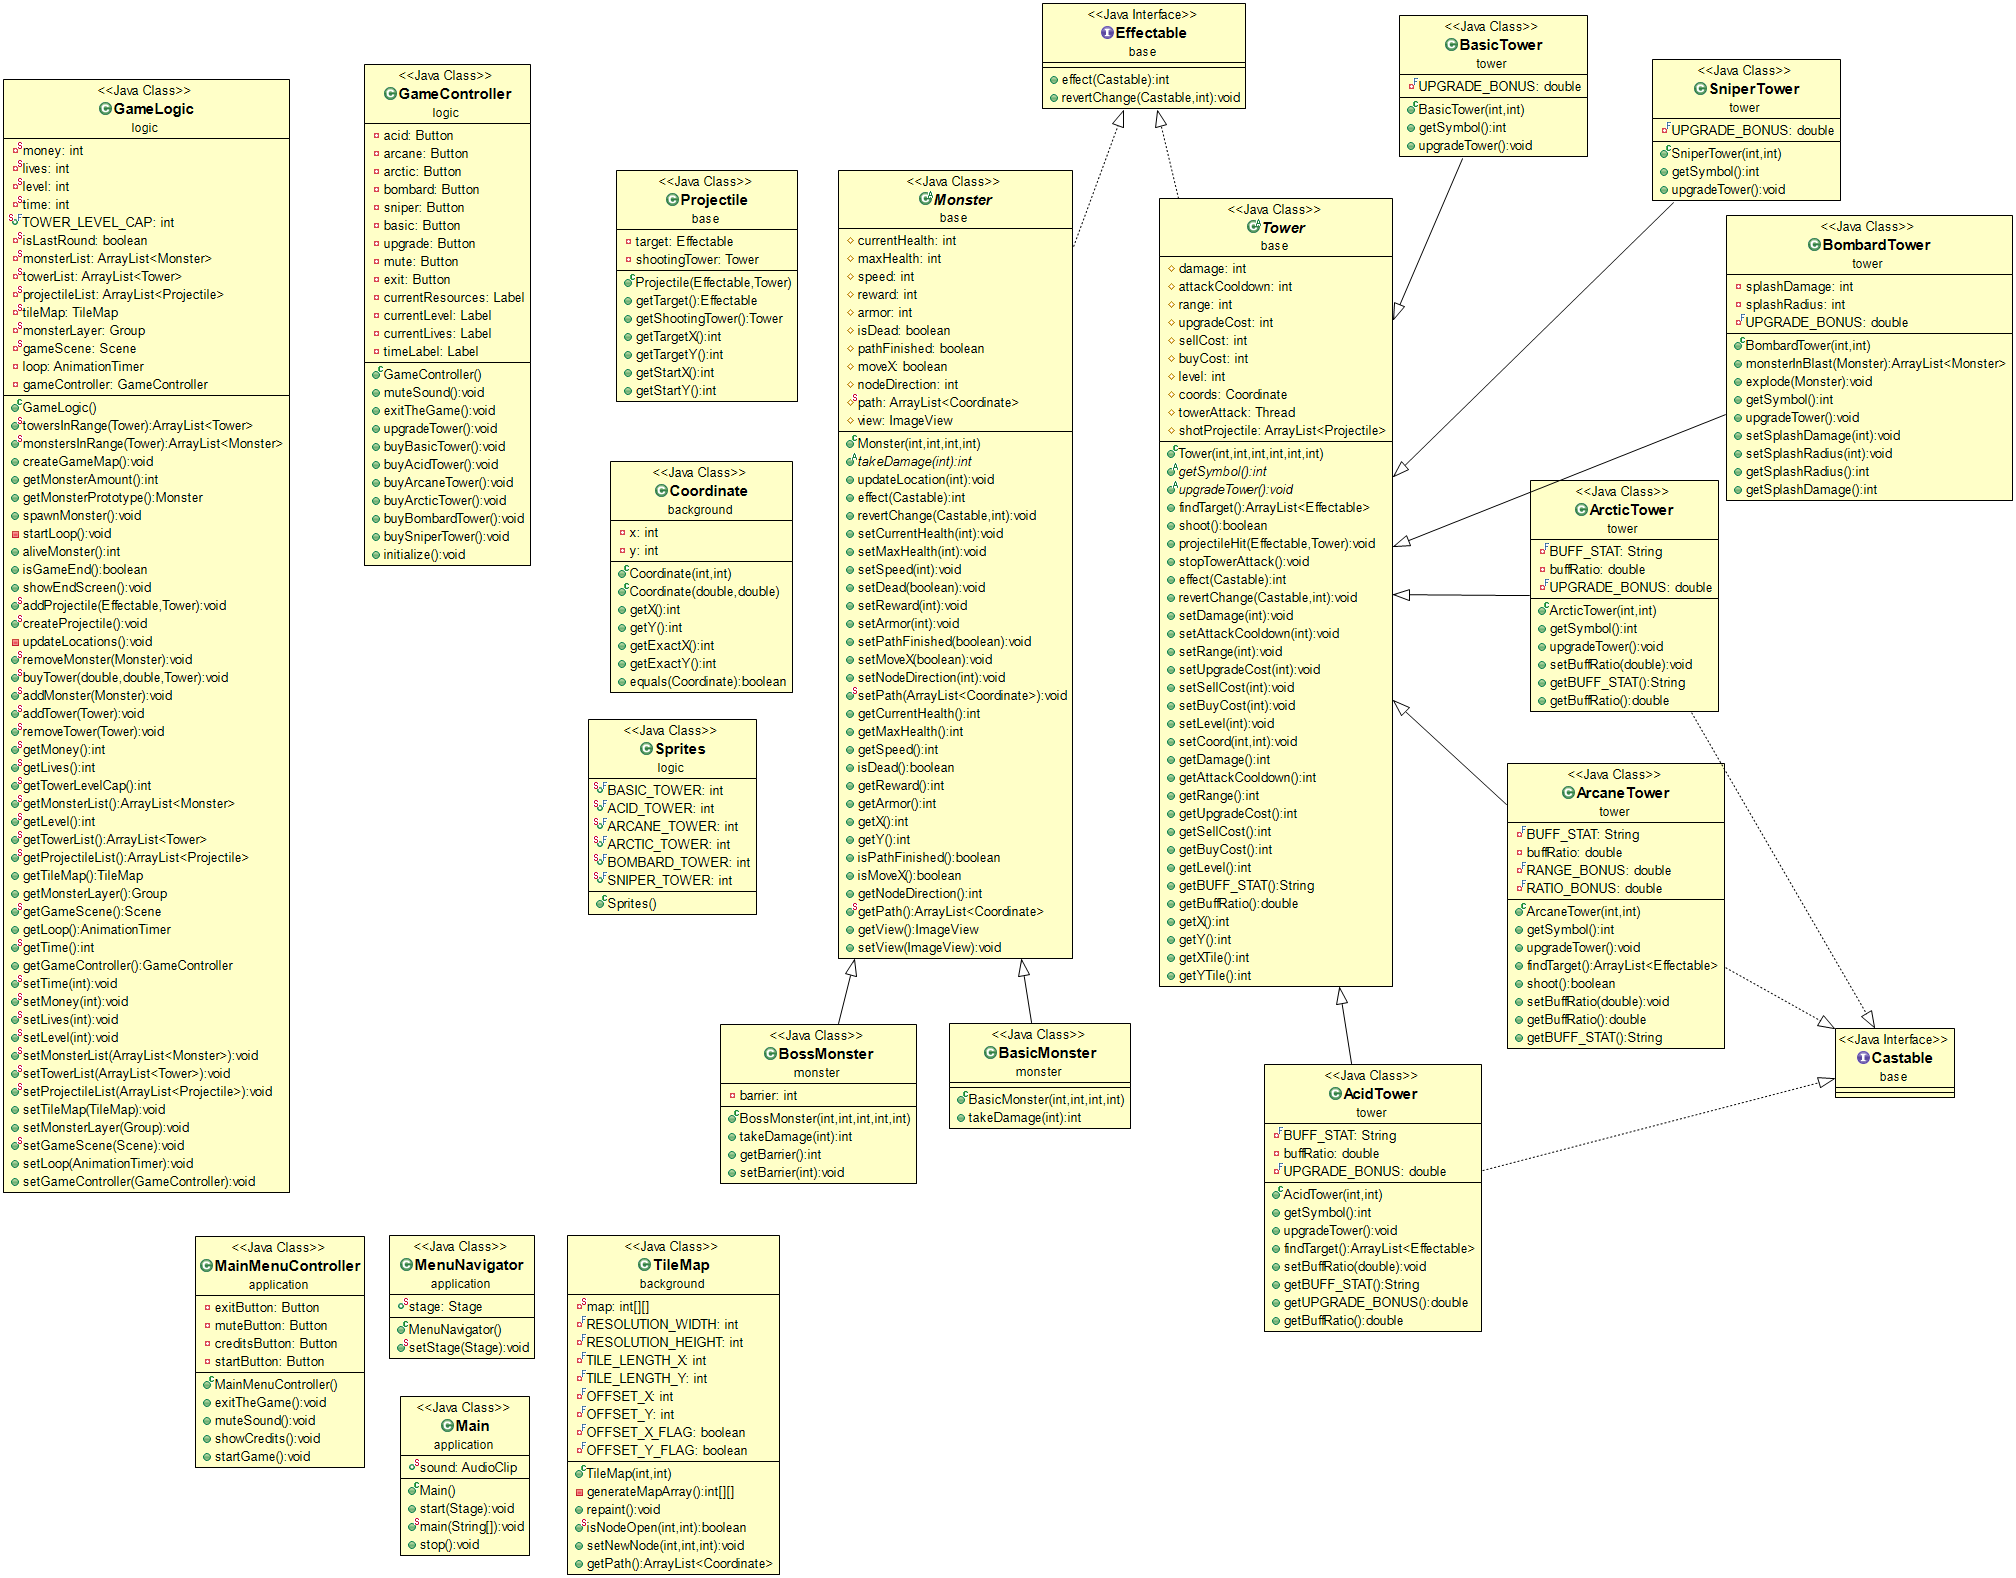 <<Java Class>>
GameLogic
logic
money: int
lives: int
level: int
time: int
TOWER_LEVEL_CAP: int
isLastRound: boolean
monsterList: ArrayList<Monster>
towerList: ArrayList<Tower>
projectileList: ArrayList<Projectile>
tileMap: TileMap
monsterLayer: Group
gameScene: Scene
loop: AnimationTimer
gameController: GameController
GameLogic()
towersInRange(Tower):ArrayList<Tower>
monstersInRange(Tower):ArrayList<Monster>
createGameMap():void
getMonsterAmount():int
getMonsterPrototype():Monster
spawnMonster():void
startLoop():void
aliveMonster():int
isGameEnd():boolean
showEndScreen():void
addProjectile(Effectable,Tower):void
createProjectile():void
updateLocations():void
removeMonster(Monster):void
buyTower(double,double,Tower):void
addMonster(Monster):void
addTower(Tower):void
removeTower(Tower):void
getMoney():int
getLives():int
getTowerLevelCap():int
getMonsterList():ArrayList<Monster>
getLevel():int
getTowerList():ArrayList<Tower>
getProjectileList():ArrayList<Projectile>
getTileMap():TileMap
getMonsterLayer():Group
getGameScene():Scene
getLoop():AnimationTimer
getTime():int
getGameController():GameController
setTime(int):void
setMoney(int):void
setLives(int):void
setLevel(int):void
setMonsterList(ArrayList<Monster>):void
setTowerList(ArrayList<Tower>):void
setProjectileList(ArrayList<Projectile>):void
setTileMap(TileMap):void
setMonsterLayer(Group):void
setGameScene(Scene):void
setLoop(AnimationTimer):void
setGameController(GameController):void
<<Java Class>>
GameController
logic
acid: Button
arcane: Button
arctic: Button
bombard: Button
sniper: Button
basic: Button
upgrade: Button
mute: Button
exit: Button
currentResources: Label
currentLevel: Label
currentLives: Label
timeLabel: Label
GameController()
muteSound():void
exitTheGame():void
upgradeTower():void
buyBasicTower():void
buyAcidTower():void
buyArcaneTower():void
buyArcticTower():void
buyBombardTower():void
buySniperTower():void
initialize():void
<<Java Class>>
Projectile
base
target: Effectable
shootingTower: Tower
Projectile(Effectable,Tower)
getTarget():Effectable
getShootingTower():Tower
getTargetX():int
getTargetY():int
getStartX():int
getStartY():int
<<Java Class>>
Coordinate
background
x: int
y: int
Coordinate(int,int)
Coordinate(double,double)
getX():int
getY():int
getExactX():int
getExactY():int
equals(Coordinate):boolean
<<Java Class>>
Sprites
logic
BASIC_TOWER: int
ACID_TOWER: int
ARCANE_TOWER: int
ARCTIC_TOWER: int
BOMBARD_TOWER: int
SNIPER_TOWER: int
Sprites()
<<Java Class>>
Monster
base
currentHealth: int
maxHealth: int
speed: int
reward: int
armor: int
isDead: boolean
pathFinished: boolean
moveX: boolean
nodeDirection: int
path: ArrayList<Coordinate>
view: ImageView
Monster(int,int,int,int)
takeDamage(int):int
updateLocation(int):void
effect(Castable):int
revertChange(Castable,int):void
setCurrentHealth(int):void
setMaxHealth(int):void
setSpeed(int):void
setDead(boolean):void
setReward(int):void
setArmor(int):void
setPathFinished(boolean):void
setMoveX(boolean):void
setNodeDirection(int):void
setPath(ArrayList<Coordinate>):void
getCurrentHealth():int
getMaxHealth():int
getSpeed():int
isDead():boolean
getReward():int
getArmor():int
getX():int
getY():int
isPathFinished():boolean
isMoveX():boolean
getNodeDirection():int
getPath():ArrayList<Coordinate>
getView():ImageView
setView(ImageView):void
<<Java Interface>>
Effectable
base
effect(Castable):int
revertChange(Castable,int):void
<<Java Class>>
Tower
base
damage: int
attackCooldown: int
range: int
upgradeCost: int
sellCost: int
buyCost: int
level: int
coords: Coordinate
towerAttack: Thread
shotProjectile: ArrayList<Projectile>
Tower(int,int,int,int,int,int)
getSymbol():int
upgradeTower():void
findTarget():ArrayList<Effectable>
shoot():boolean
projectileHit(Effectable,Tower):void
stopTowerAttack():void
effect(Castable):int
revertChange(Castable,int):void
setDamage(int):void
setAttackCooldown(int):void
setRange(int):void
setUpgradeCost(int):void
setSellCost(int):void
setBuyCost(int):void
setLevel(int):void
setCoord(int,int):void
getDamage():int
getAttackCooldown():int
getRange():int
getUpgradeCost():int
getSellCost():int
getBuyCost():int
getLevel():int
getBUFF_STAT():String
getBuffRatio():double
getX():int
getY():int
getXTile():int
getYTile():int
<<Java Class>>
BasicTower
tower
UPGRADE_BONUS: double
BasicTower(int,int)
getSymbol():int
upgradeTower():void
<<Java Class>>
SniperTower
tower
UPGRADE_BONUS: double
SniperTower(int,int)
getSymbol():int
upgradeTower():void
<<Java Class>>
BombardTower
tower
splashDamage: int
splashRadius: int
UPGRADE_BONUS: double
BombardTower(int,int)
monsterInBlast(Monster):ArrayList<Monster>
explode(Monster):void
getSymbol():int
upgradeTower():void
setSplashDamage(int):void
setSplashRadius(int):void
getSplashRadius():int
getSplashDamage():int
<<Java Class>>
ArcticTower
tower
BUFF_STAT: String
buffRatio: double
UPGRADE_BONUS: double
ArcticTower(int,int)
getSymbol():int
upgradeTower():void
setBuffRatio(double):void
getBUFF_STAT():String
getBuffRatio():double
<<Java Class>>
ArcaneTower
tower
BUFF_STAT: String
buffRatio: double
RANGE_BONUS: double
RATIO_BONUS: double
ArcaneTower(int,int)
getSymbol():int
upgradeTower():void
findTarget():ArrayList<Effectable>
shoot():boolean
setBuffRatio(double):void
getBuffRatio():double
getBUFF_STAT():String
<<Java Interface>>
Castable
base
<<Java Class>>
BossMonster
monster
barrier: int
BossMonster(int,int,int,int,int)
takeDamage(int):int
getBarrier():int
setBarrier(int):void
<<Java Class>>
BasicMonster
monster
BasicMonster(int,int,int,int)
takeDamage(int):int
<<Java Class>>
AcidTower
tower
BUFF_STAT: String
buffRatio: double
UPGRADE_BONUS: double
AcidTower(int,int)
getSymbol():int
upgradeTower():void
findTarget():ArrayList<Effectable>
setBuffRatio(double):void
getBUFF_STAT():String
getUPGRADE_BONUS():double
getBuffRatio():double
<<Java Class>>
MainMenuController
application
exitButton: Button
muteButton: Button
creditsButton: Button
startButton: Button
MainMenuController()
exitTheGame():void
muteSound():void
showCredits():void
startGame():void
<<Java Class>>
MenuNavigator
application
stage: Stage
MenuNavigator()
setStage(Stage):void
<<Java Class>>
Main
application
sound: AudioClip
Main()
start(Stage):void
main(String[]):void
stop():void
<<Java Class>>
TileMap
background
map: int[][]
RESOLUTION_WIDTH: int
RESOLUTION_HEIGHT: int
TILE_LENGTH_X: int
TILE_LENGTH_Y: int
OFFSET_X: int
OFFSET_Y: int
OFFSET_X_FLAG: boolean
OFFSET_Y_FLAG: boolean
TileMap(int,int)
generateMapArray():int[][]
repaint():void
isNodeOpen(int,int):boolean
setNewNode(int,int,int):void
getPath():ArrayList<Coordinate>